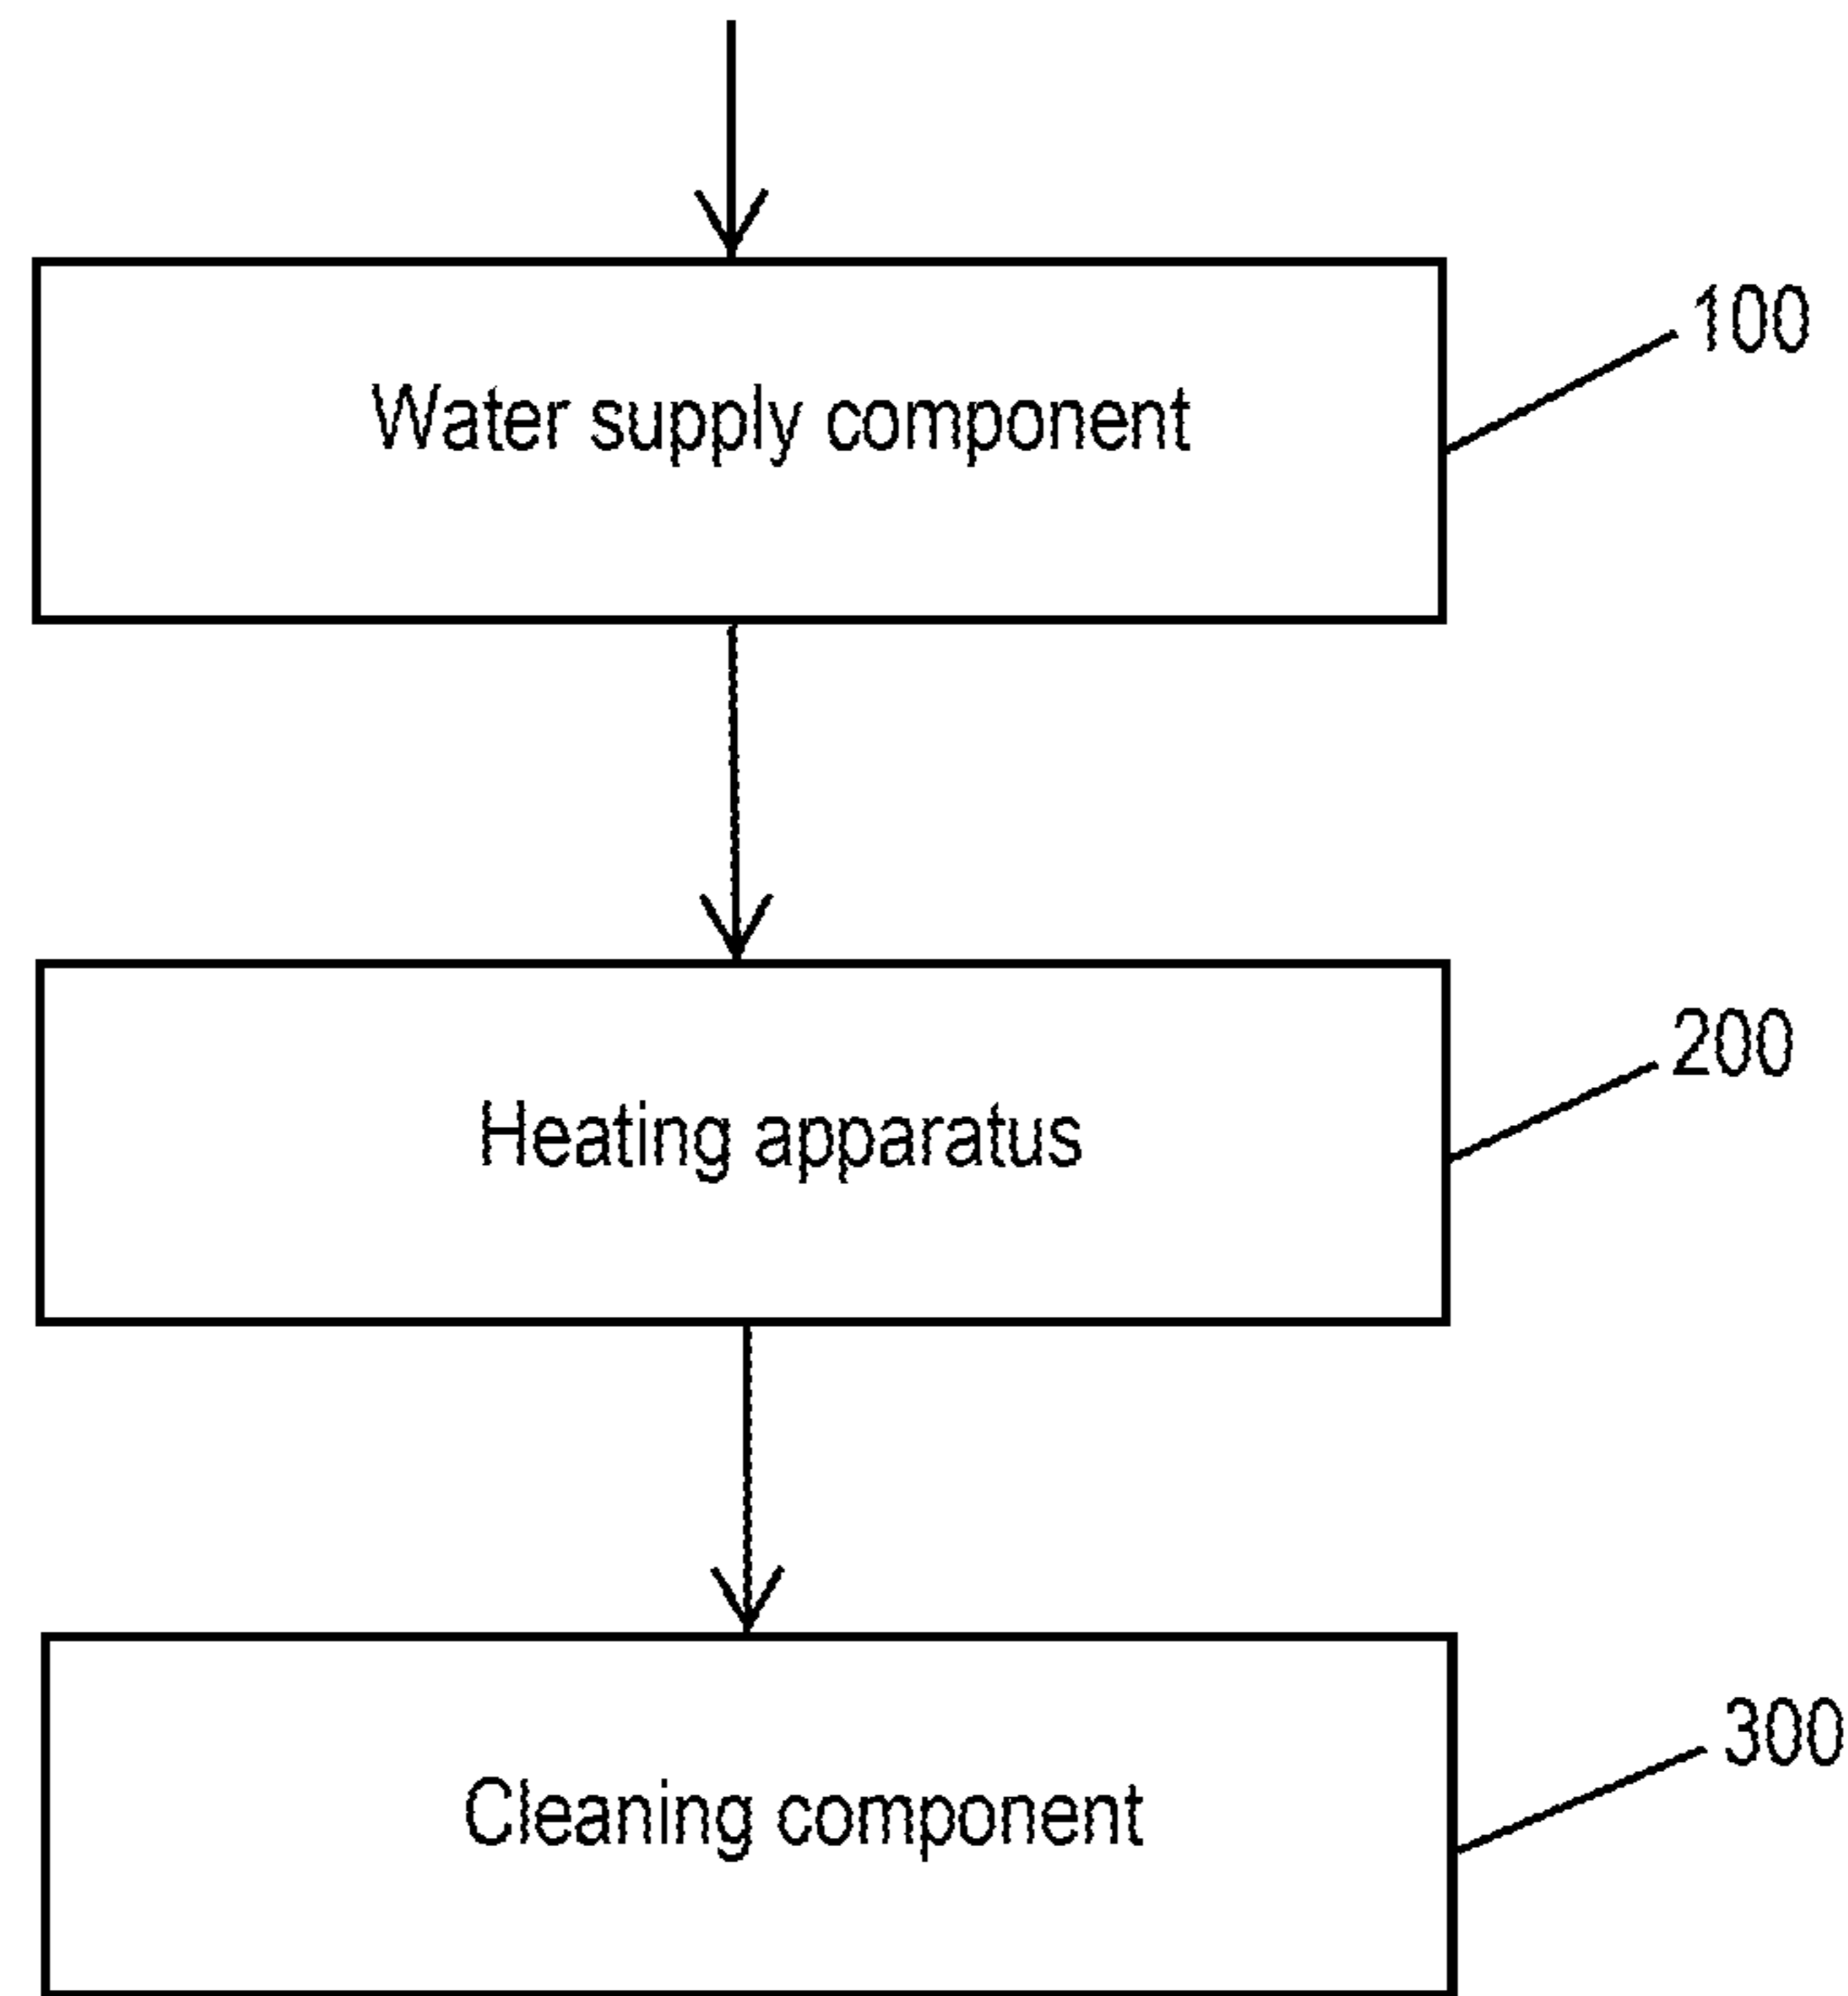 100
Water supply component
200
Heating apparatus
300
Cleaning component